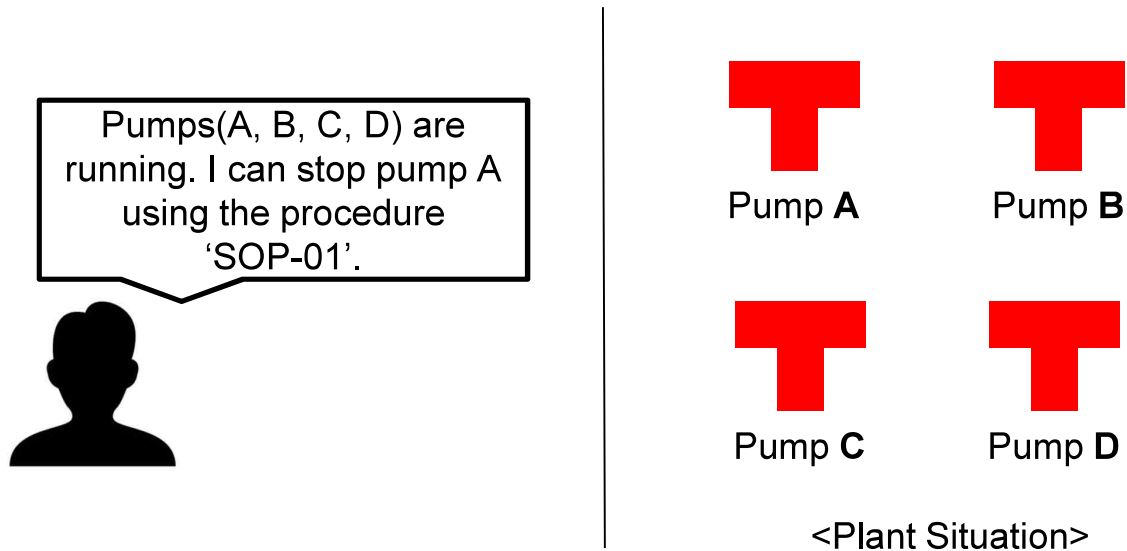 Pumps(A, B, C, D) are
running. I can stop pump A
using the procedure
‘SOP-01’.
Pump A
Pump B
Pump C
Pump D
<Plant Situation>